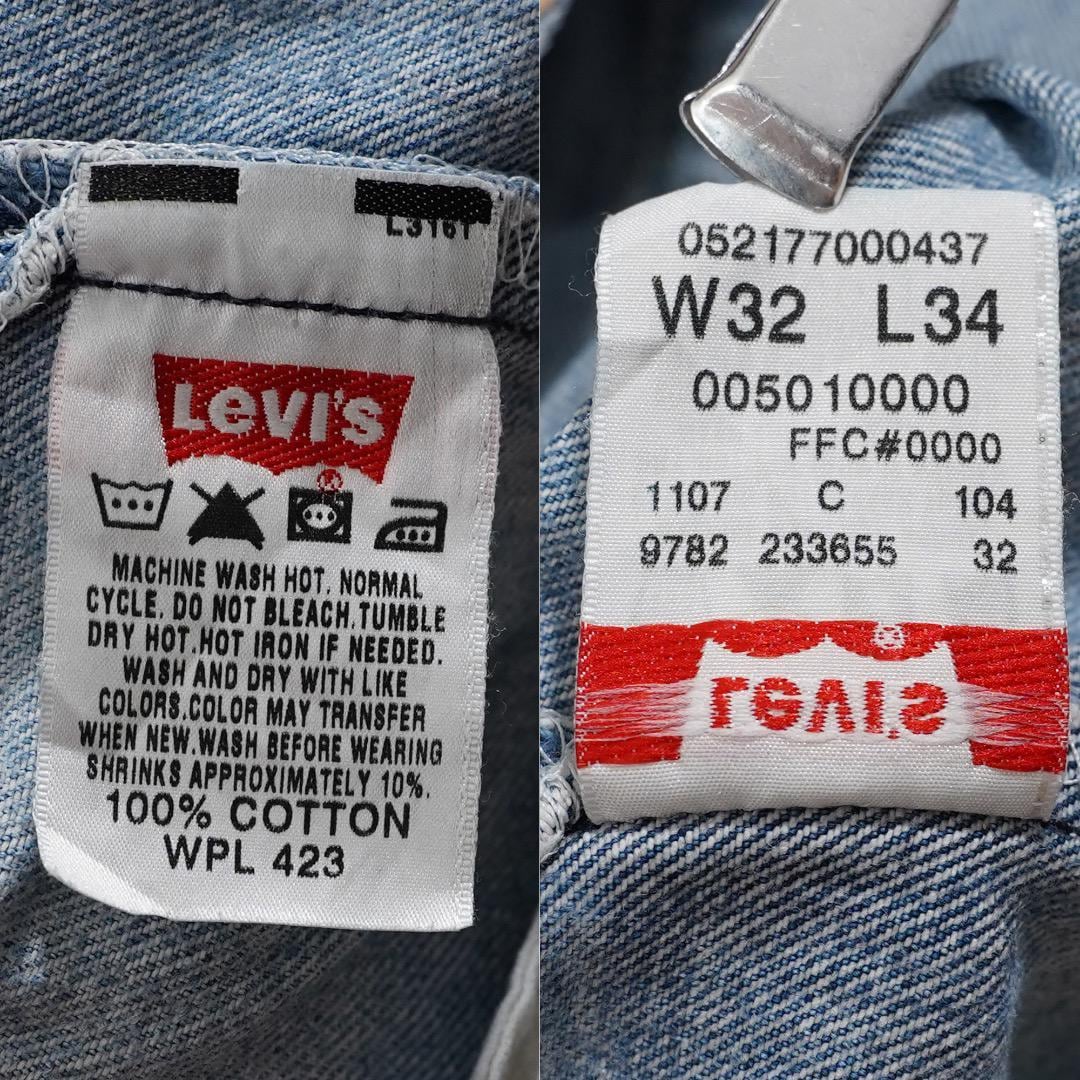 L3161
Levi's
MACHINE WASH HOT, NORMAL
CYCLE. DO NOT BLEACH.TUMBLE
DRY HOT.HOT IRON IF NEEDED.
WASH AND DRY WITH LIKE
COLORS.COLOR MAY TRANSFER
WHEN NEW.WASH BEFORE WEARING
SHRINKS APPROXIMATELY 10%.
100% COTTON
WPL 423
052177000437
W32 L34
005010000
FFC#0000
1107 C 104
9782 233655 32
Levi's